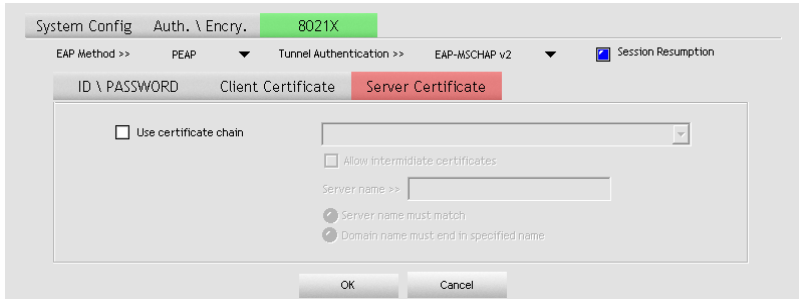 System Config Auth. \ Encry. 8021X
EAP Method >> PEAP Tunnel Authentication >> EAP-MSCHAP v2 Session Resumption
ID \ PASSWORD Client Certificate Server Certificate
Use certificate chain
Allow intermidiate certificates
Server name >>
Server name must match
Domain name must end in specified name
OK Cancel